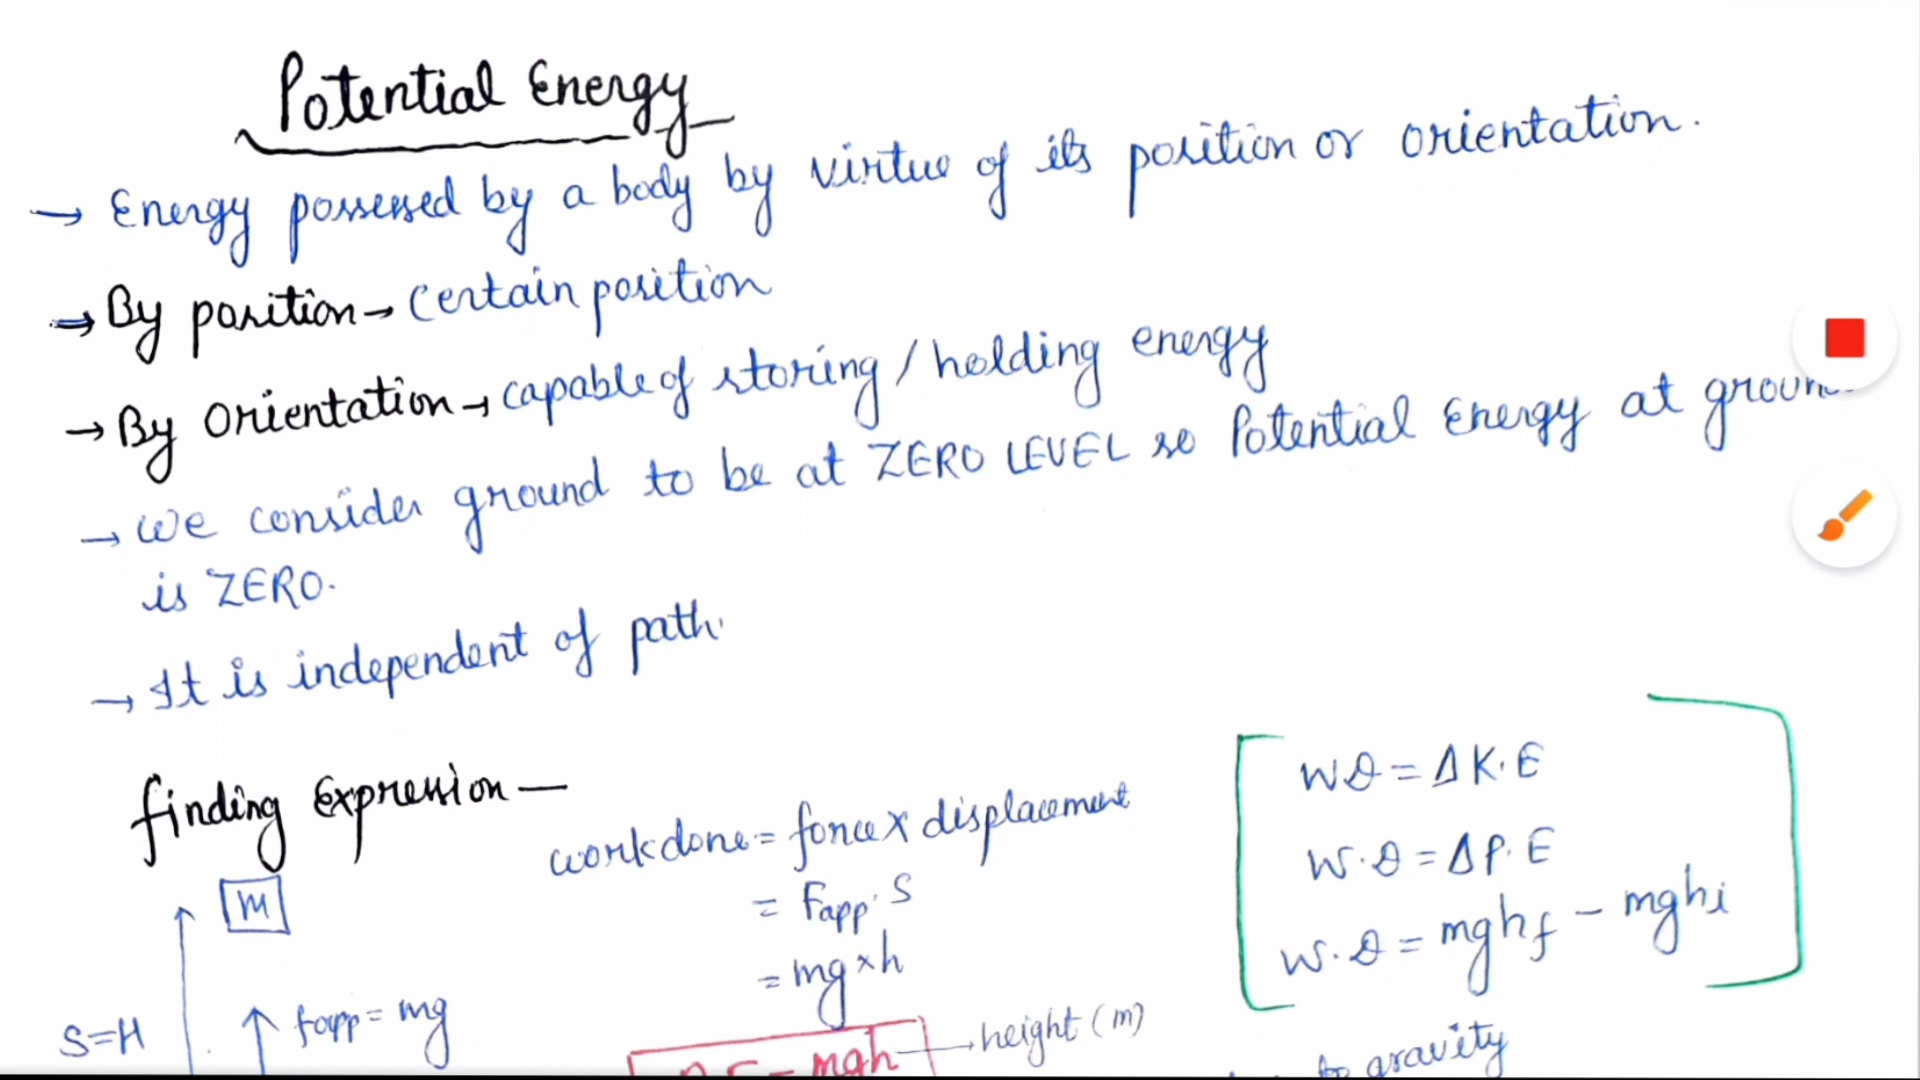 Potential Energy
→ Energy possessed by a body by virtue of its position or orientation.
→ By position → Certain position
→ By Orientation → capable of storing / holding energy
→ We consider ground to be at ZERO LEVEL so Potential Energy at
is ZERO.
→ It is independent of path.
finding Expression —
workdone = force x displacement
= Fapp. S
= mg x h
WD = ΔK.E
W.D = ΔP.E
W.D = mghf - mghi
m
fapp = mg
S=H
mgh → height (m)
gravity